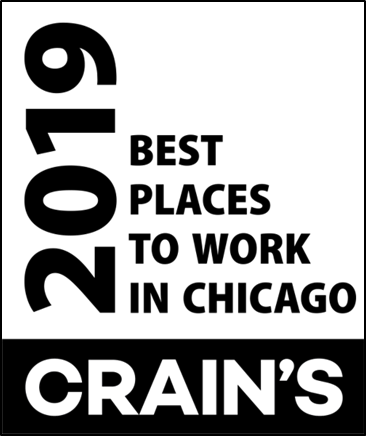 2019
BEST
PLACES
TO WORK
IN CHICAGO
CRAIN'S